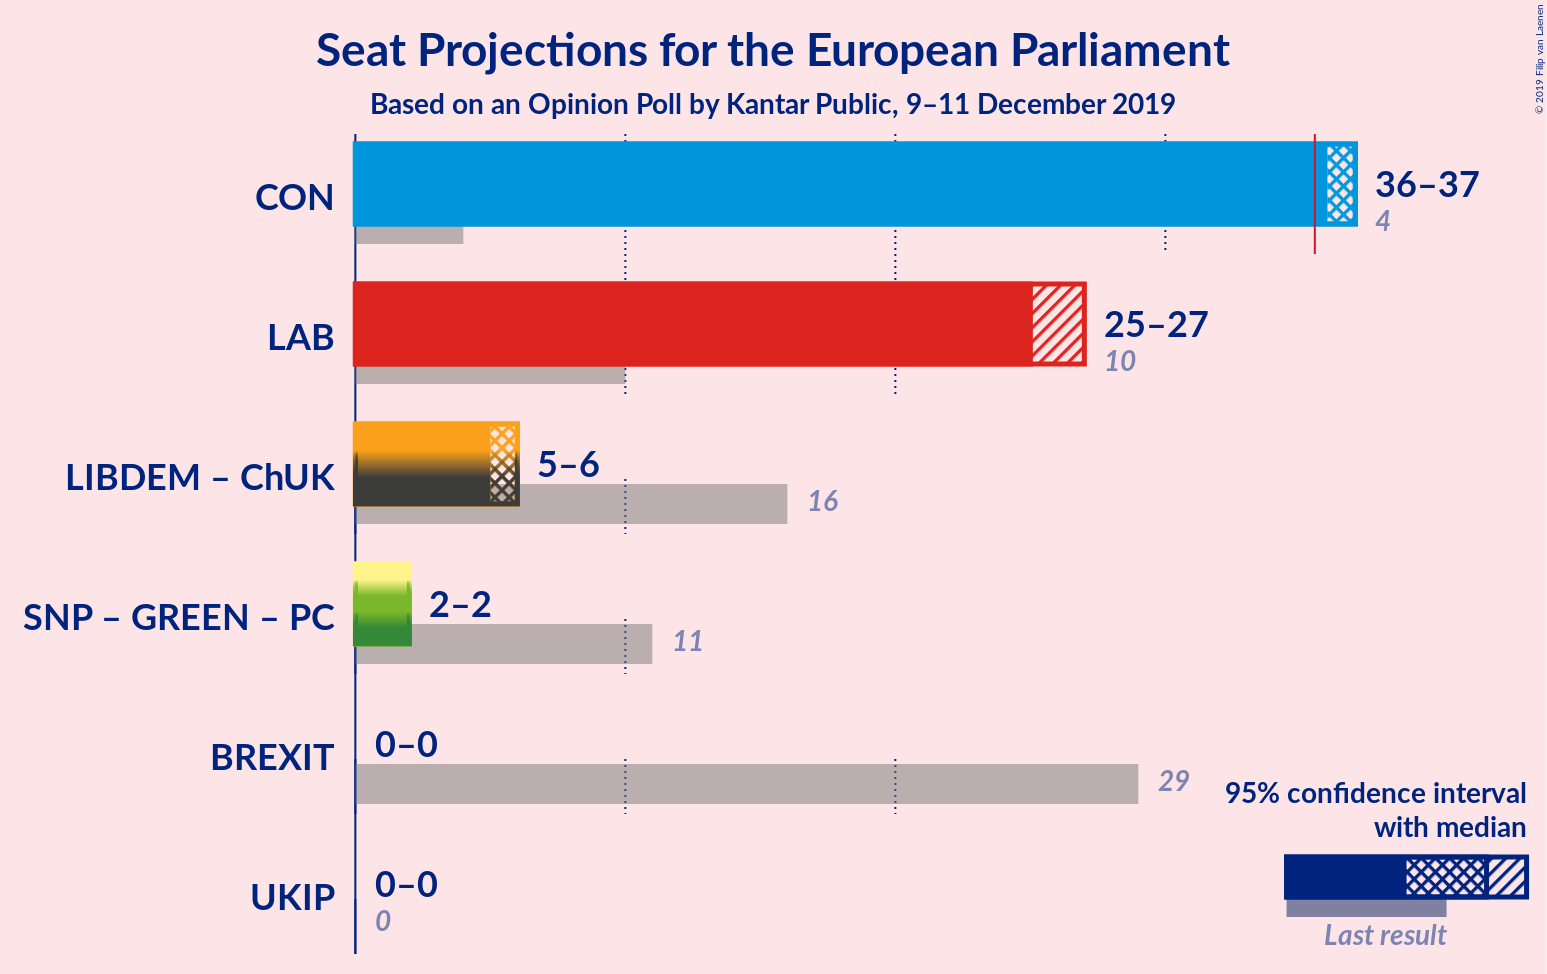 Seat Projections for the European Parliament
Based on an Opinion Poll by Kantar Public, 9–11 December 2019
© 2019 Filip van Laenen
CON
36–37
4
LAB
25–27
10
LIBDEM – ChUK
5–6
16
SNP – GREEN – PC
2–2
11
BREXIT
0–0
29
UKIP
0–0
0
95% confidence interval
with median
Last result